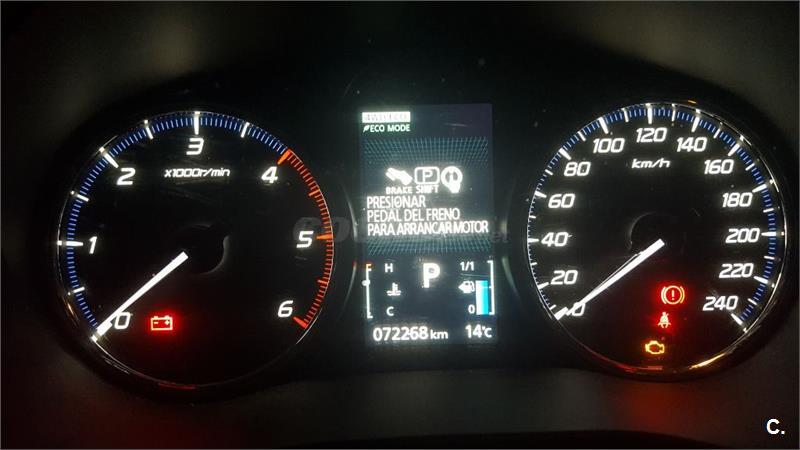 4WD ECO
ECO MODE
P
BRAKE SHIFT
PRESIONAR
PEDAL DEL FRENO
PARA ARRANCAR MOTOR
0 1 2 3 4 5 6
x1000r/min
H
C
P
1/1
0
072268 km 14°C
20 40 60 80 100 120 140 160 180 200 220 240
km/h
C.